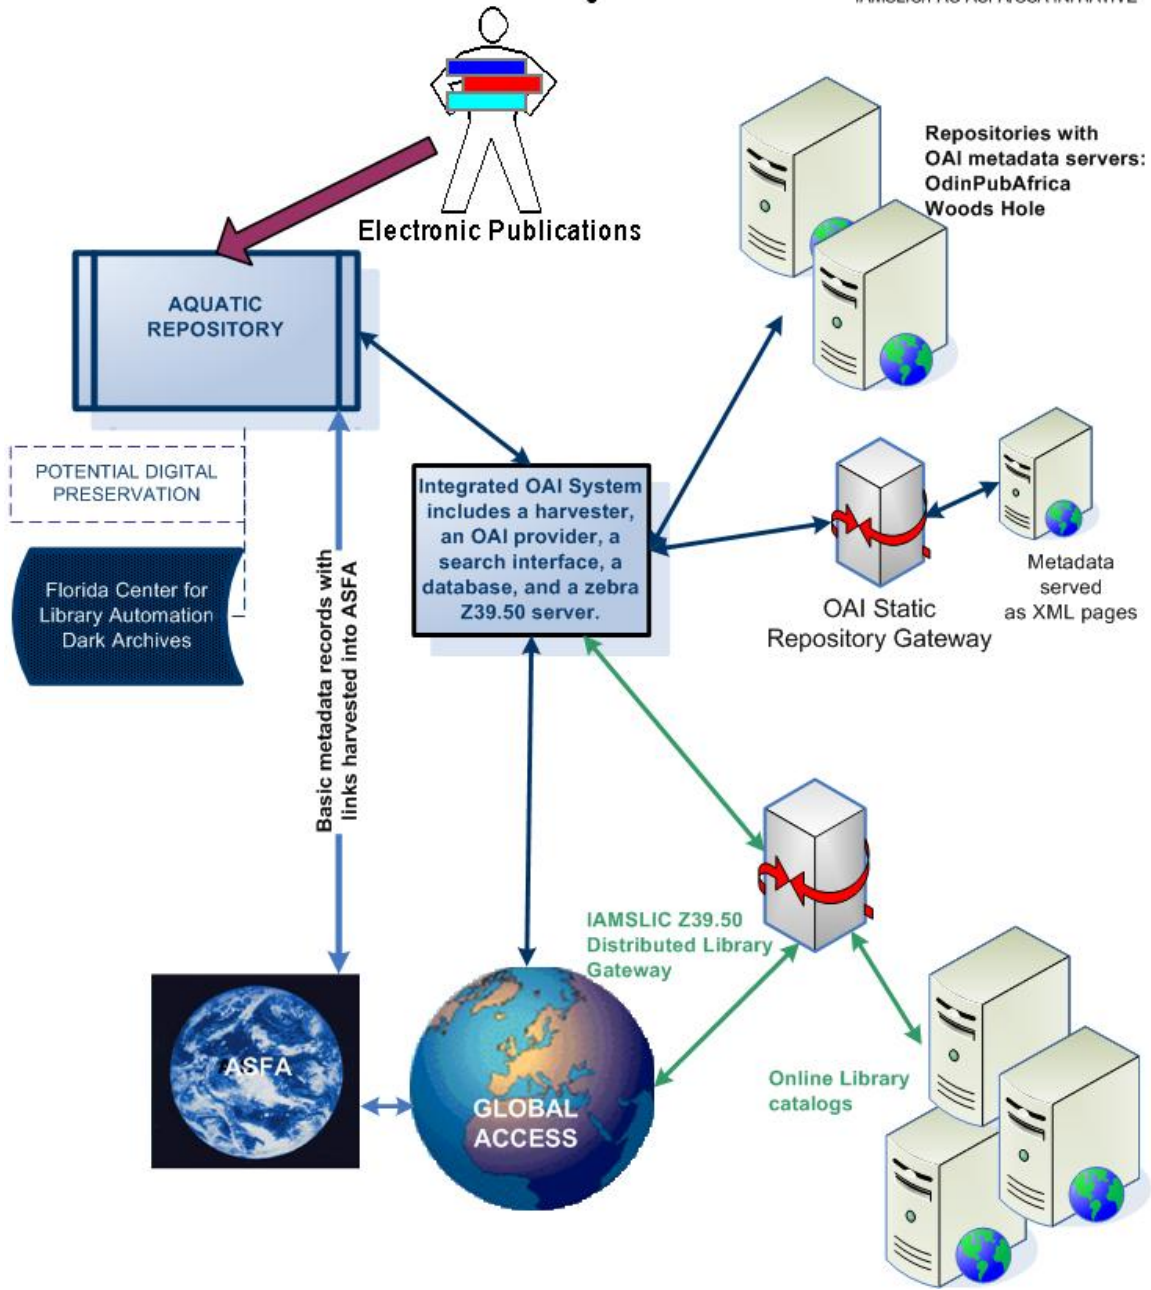 Electronic Publications
Repositories with
OAI metadata servers:
OdinPubAfrica
Woods Hole
AQUATIC
REPOSITORY
POTENTIAL DIGITAL
PRESERVATION
Florida Center for
Library Automation
Dark Archives
Basic metadata records with
links harvested into ASFA
Integrated OAI System
includes a harvester,
an OAI provider, a
search interface, a
database, and a zebra
Z39.50 server.
OAI Static
Repository Gateway
Metadata
served
as XML pages
IAMSLIC Z39.50
Distributed Library
Gateway
Online Library
catalogs
ASFA
GLOBAL
ACCESS